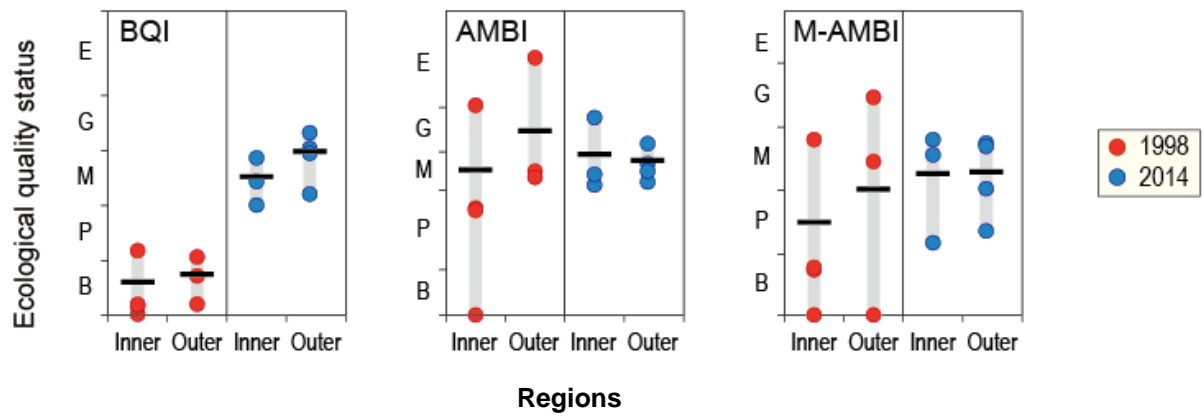 Ecological quality status
BQI
E
G
M
P
B
Inner Outer Inner Outer
AMBI
E
G
M
P
B
Inner Outer Inner Outer
M-AMBI
E
G
M
P
B
Inner Outer Inner Outer
1998
2014
Regions